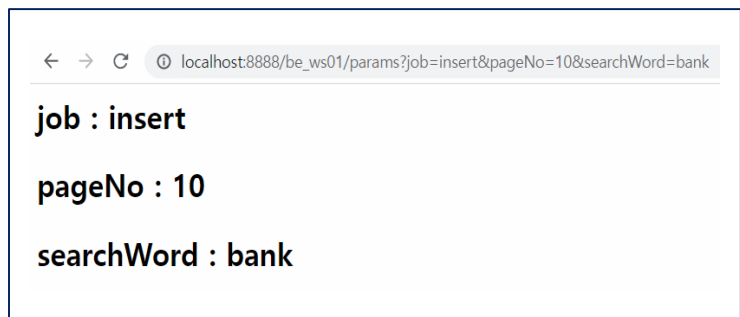 localhost:8888/be_ws01/params?job=insert&pageNo=10&searchWord=bank
job : insert
pageNo : 10
searchWord : bank